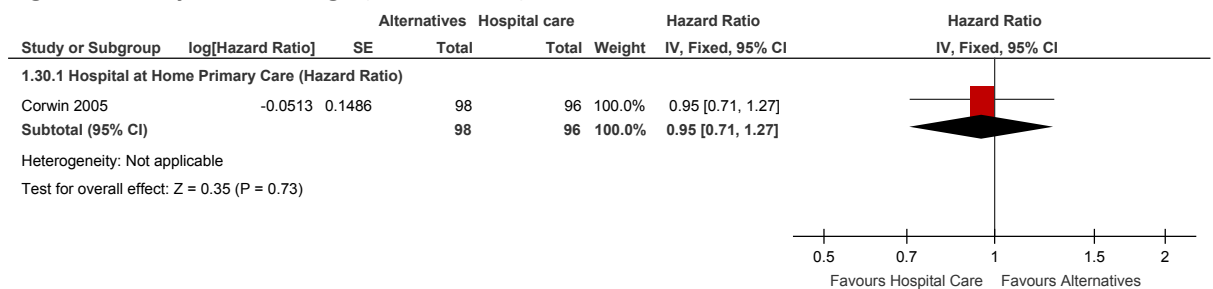 Alternatives Hospital care Hazard Ratio Hazard Ratio
Study or Subgroup log[Hazard Ratio] SE Total Total Weight IV, Fixed, 95% CI IV, Fixed, 95% CI
1.30.1 Hospital at Home Primary Care (Hazard Ratio)
Corwin 2005 -0.0513 0.1486 98 96 100.0% 0.95 [0.71, 1.27]
Subtotal (95% CI) 98 96 100.0% 0.95 [0.71, 1.27]
Heterogeneity: Not applicable
Test for overall effect: Z = 0.35 (P = 0.73)
0.5 0.7 1 1.5 2
Favours Hospital Care Favours Alternatives